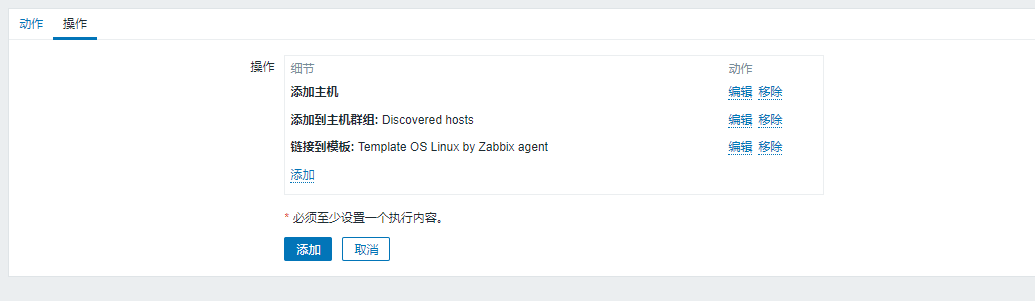 动作 操作
操作 细节 动作
添加主机 编辑 移除
添加到主机群组: Discovered hosts 编辑 移除
链接到模板: Template OS Linux by Zabbix agent 编辑 移除
添加
* 必须至少设置一个执行内容。
添加 取消